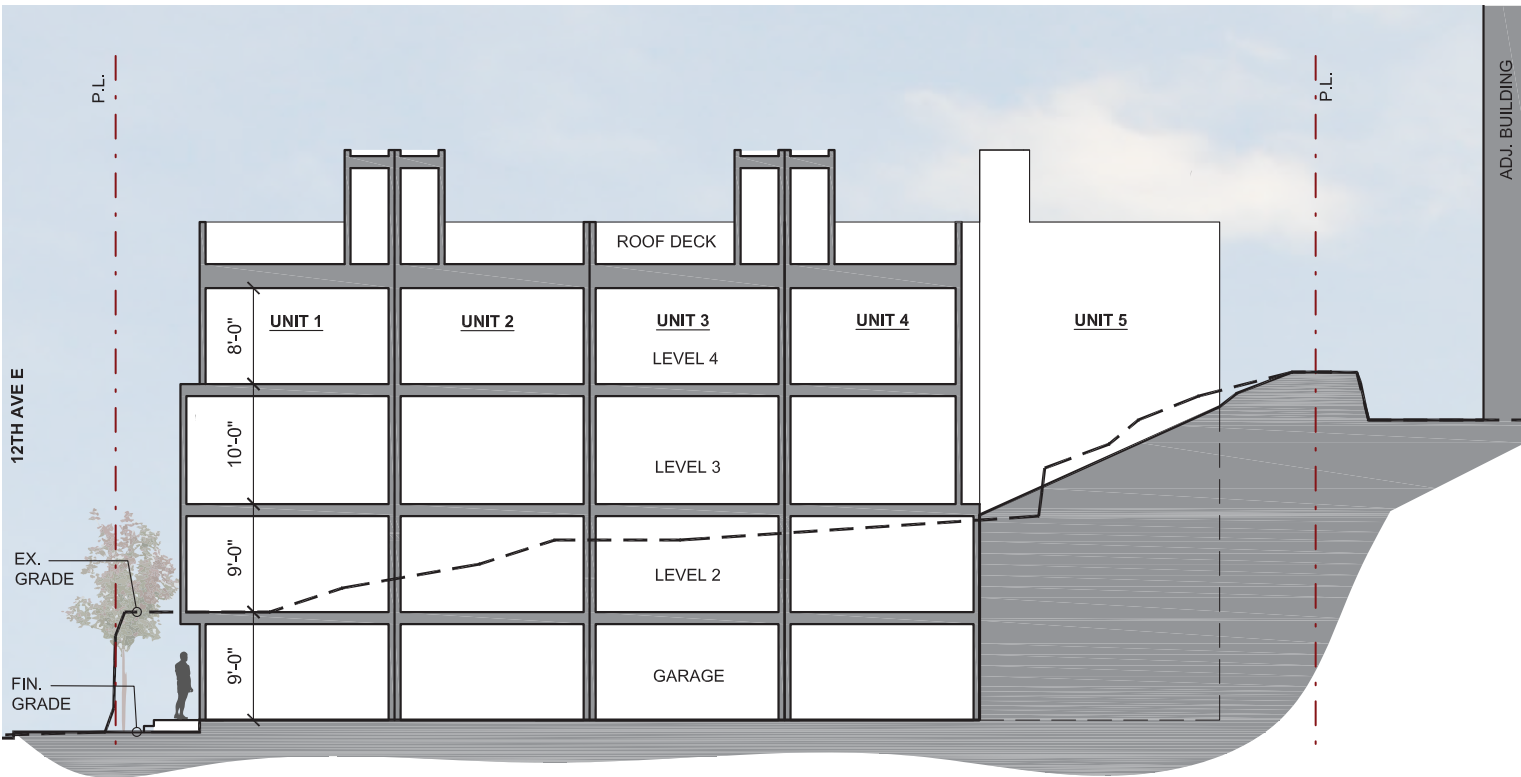 P.L.
P.L.
ADJ. BUILDING
ROOF DECK
UNIT 1
UNIT 2
UNIT 3
UNIT 4
UNIT 5
8'-0"
LEVEL 4
12TH AVE E
10'-0"
LEVEL 3
EX.
GRADE
9'-0"
LEVEL 2
FIN.
GRADE
9'-0"
GARAGE